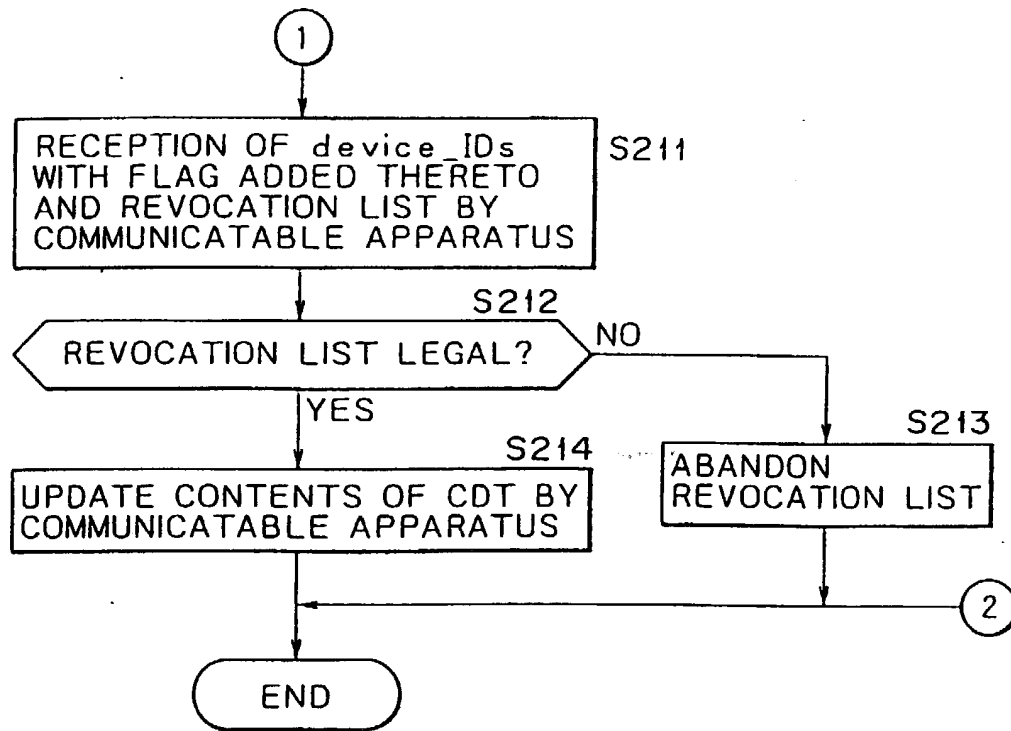 1
RECEPTION OF device_IDs
WITH FLAG ADDED THERETO
AND REVOCATION LIST BY
COMMUNICATABLE APPARATUS
S211
S212
REVOCATION LIST LEGAL?
NO
YES
S213
S214
ABANDON
REVOCATION LIST
UPDATE CONTENTS OF CDT BY
COMMUNICATABLE APPARATUS
2
END